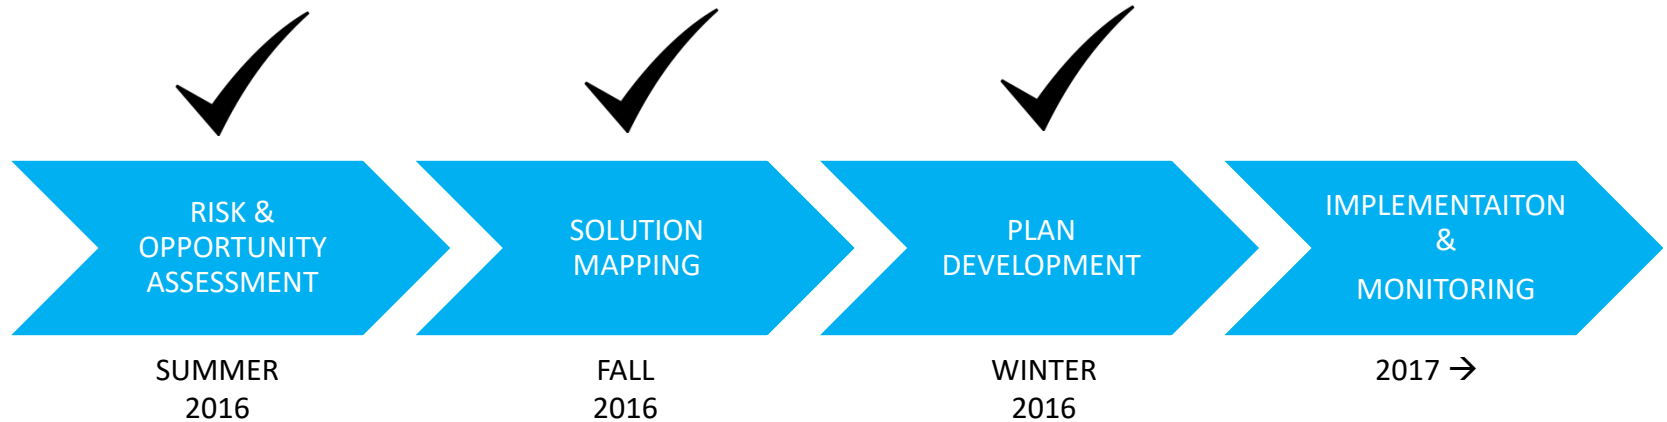 RISK &
OPPORTUNITY
ASSESSMENT
SOLUTION
MAPPING
PLAN
DEVELOPMENT
IMPLEMENTAITON
&
MONITORING
SUMMER
2016
FALL
2016
WINTER
2016
2017 →